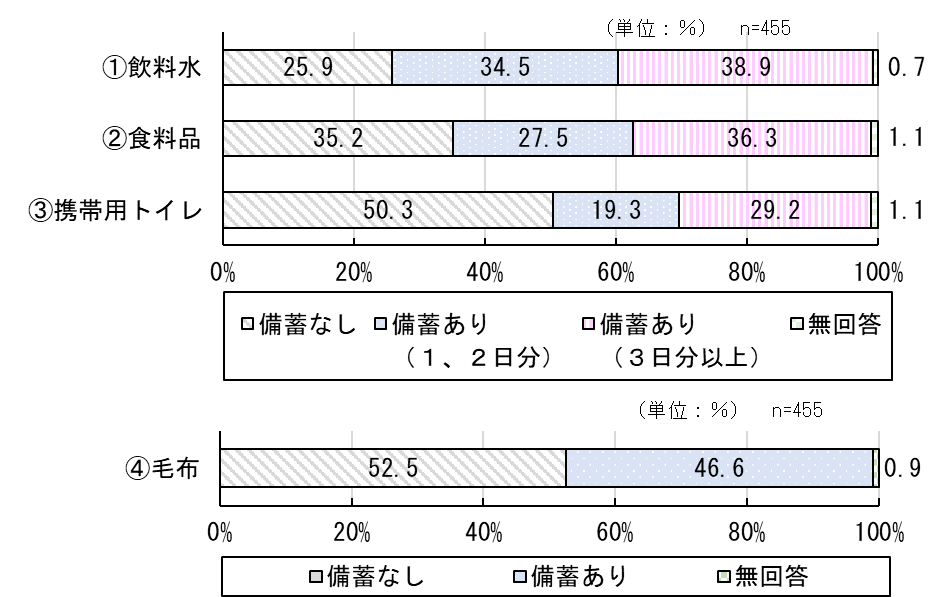 （単位：％） n=455
①飲料水 25.9 34.5 38.9 0.7
②食料品 35.2 27.5 36.3 1.1
③携帯用トイレ 50.3 19.3 29.2 1.1
0% 20% 40% 60% 80% 100%
備蓄なし 備蓄あり 備蓄あり 無回答
（１、２日分） （３日分以上）
（単位：％） n=455
④毛布 52.5 46.6 0.9
0% 20% 40% 60% 80% 100%
備蓄なし 備蓄あり 無回答